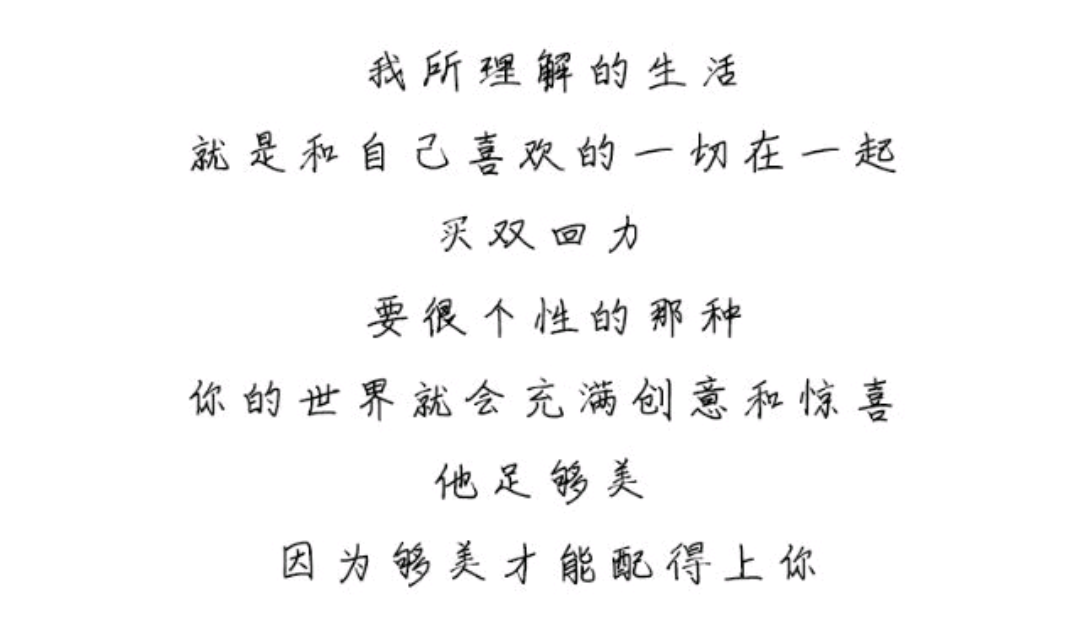 我所理解的生活
就是和自己喜欢的一切在一起
买双回力
要很个性的那种
你的世界就会充满创意和惊喜
他足够美
因为够美才能配得上你